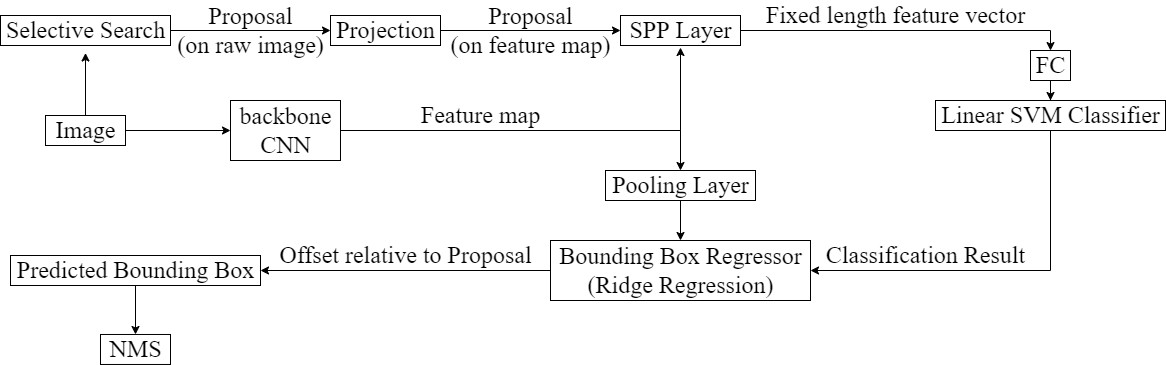 Selective Search
Proposal
(on raw image)
Projection
Proposal
(on feature map)
SPP Layer
Fixed length feature vector
FC
Image
backbone
CNN
Feature map
Linear SVM Classifier
Pooling Layer
Predicted Bounding Box
Offset relative to Proposal
Bounding Box Regressor
(Ridge Regression)
Classification Result
NMS